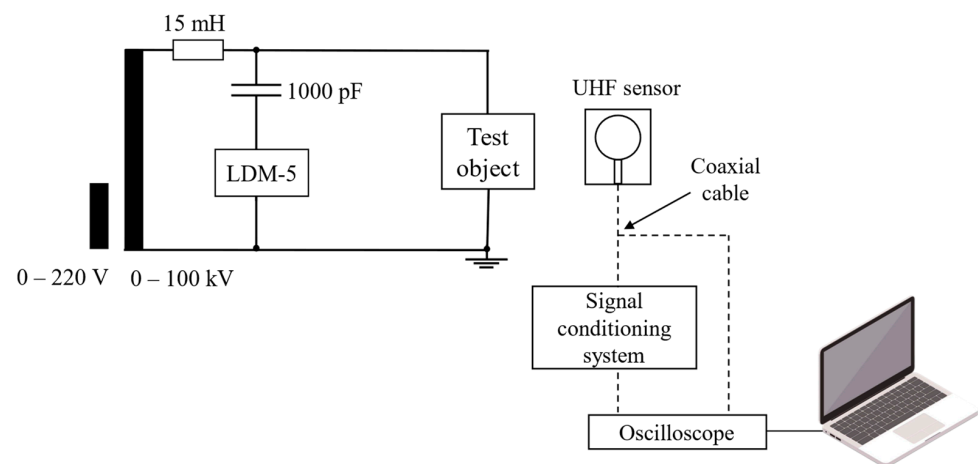 15 mH
1000 pF
LDM-5
Test
object
0 – 220 V
0 – 100 kV
UHF sensor
Coaxial
cable
Signal
conditioning
system
Oscilloscope